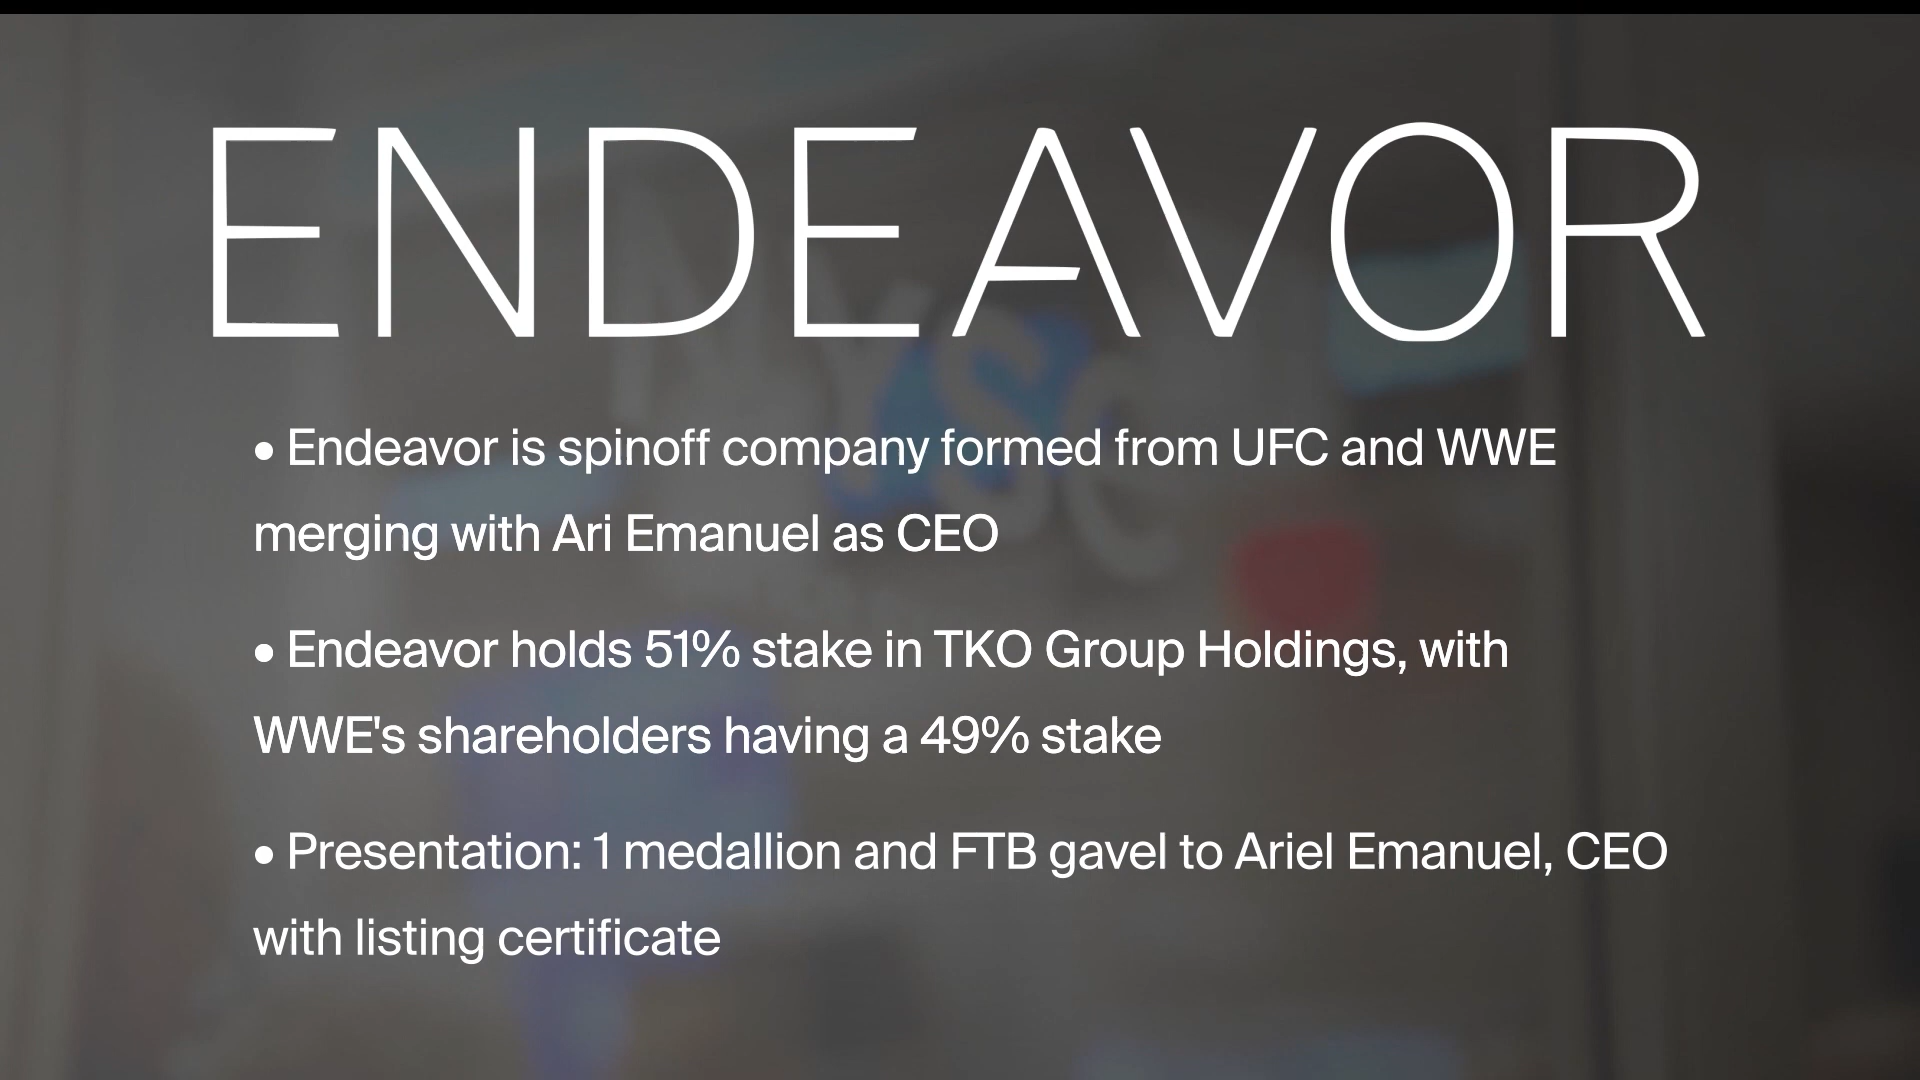 ENDEAVOR
• Endeavor is spinoff company formed from UFC and WWE
merging with Ari Emanuel as CEO
• Endeavor holds 51% stake in TKO Group Holdings, with
WWE's shareholders having a 49% stake
• Presentation: 1 medallion and FTB gavel to Ariel Emanuel, CEO
with listing certificate